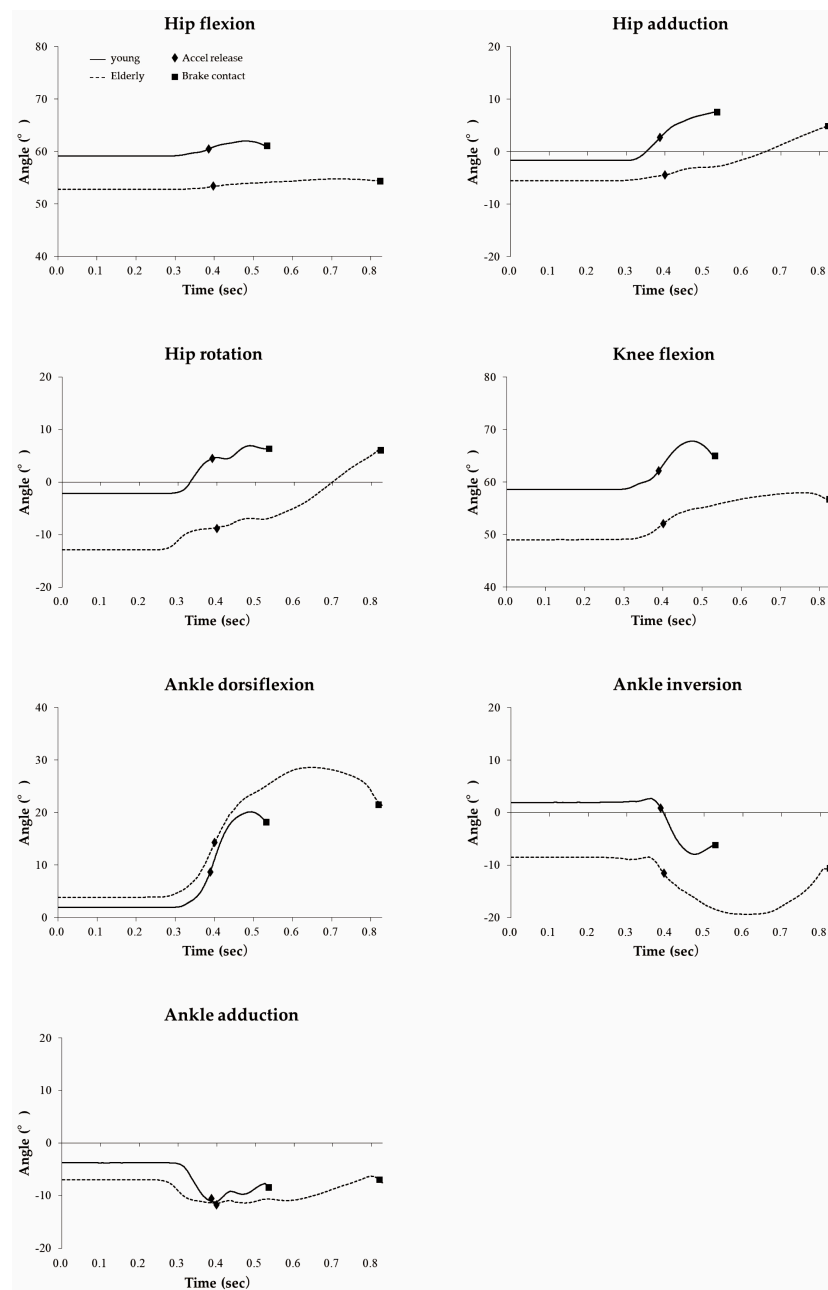 Hip flexion
80
70
60
50
40
Angle (° )
young
Elderly
Accel release
Brake contact
0.0 0.1 0.2 0.3 0.4 0.5 0.6 0.7 0.8
Time (sec)
Hip adduction
20
10
0
-10
-20
Angle (° )
0.0 0.1 0.2 0.3 0.4 0.5 0.6 0.7 0.8
Time (sec)
Hip rotation
20
10
0
-10
-20
Angle (° )
0.0 0.1 0.2 0.3 0.4 0.5 0.6 0.7 0.8
Time (sec)
Knee flexion
80
70
60
50
40
Angle (° )
0.0 0.1 0.2 0.3 0.4 0.5 0.6 0.7 0.8
Time (sec)
Ankle dorsiflexion
40
30
20
10
0
Angle (° )
0.0 0.1 0.2 0.3 0.4 0.5 0.6 0.7 0.8
Time (sec)
Ankle inversion
20
10
0
-10
-20
Angle (° )
0.0 0.1 0.2 0.3 0.4 0.5 0.6 0.7 0.8
Time (sec)
Ankle adduction
20
10
0
-10
-20
Angle (° )
0.0 0.1 0.2 0.3 0.4 0.5 0.6 0.7 0.8
Time (sec)